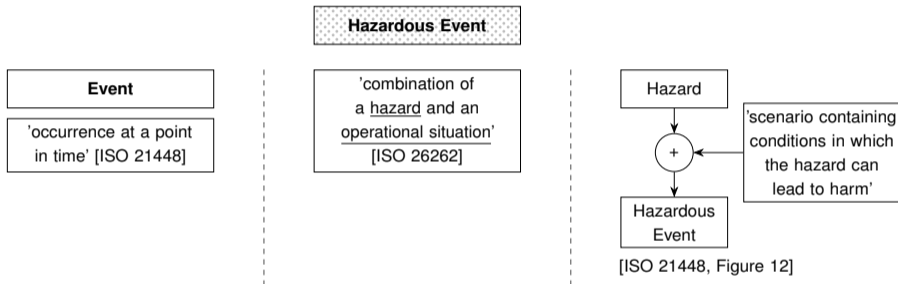 Hazardous Event
Event
'occurrence at a point
in time' [ISO 21448]
'combination of
a hazard and an
operational situation'
[ISO 26262]
Hazard
+
'scenario containing
conditions in which
the hazard can
lead to harm'
Hazardous
Event
[ISO 21448, Figure 12]